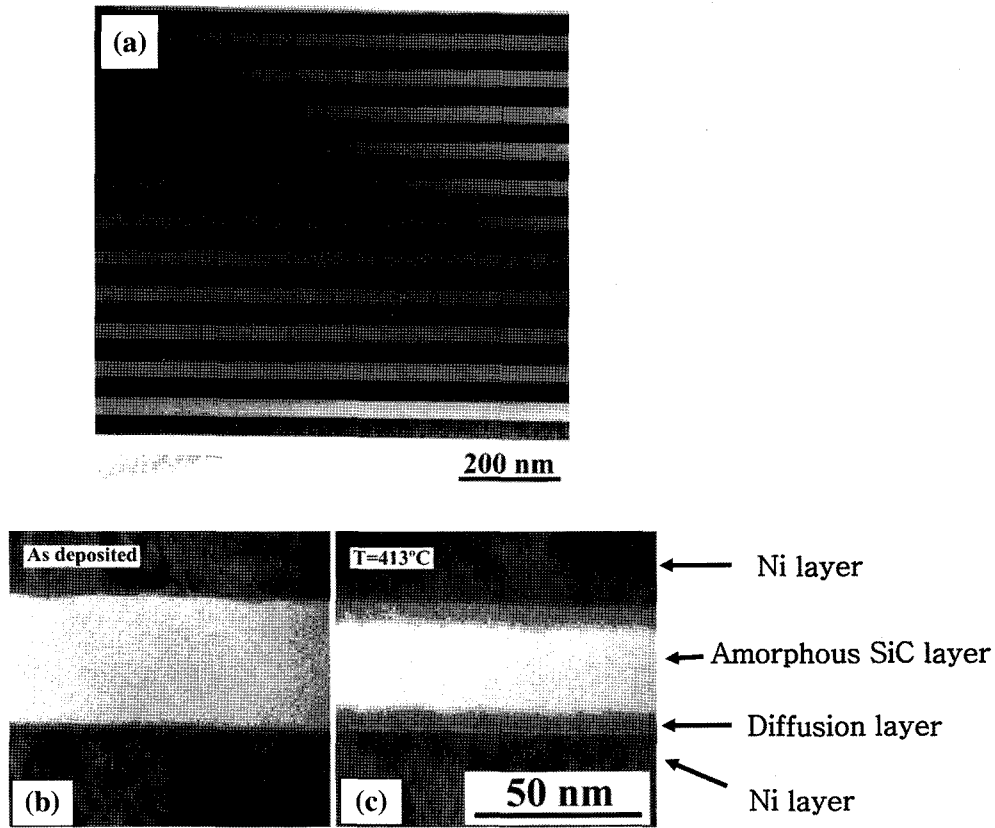 (a)
200 nm
As deposited
T=413°C
Ni layer
Amorphous SiC layer
Diffusion layer
Ni layer
(b)
(c)
50 nm